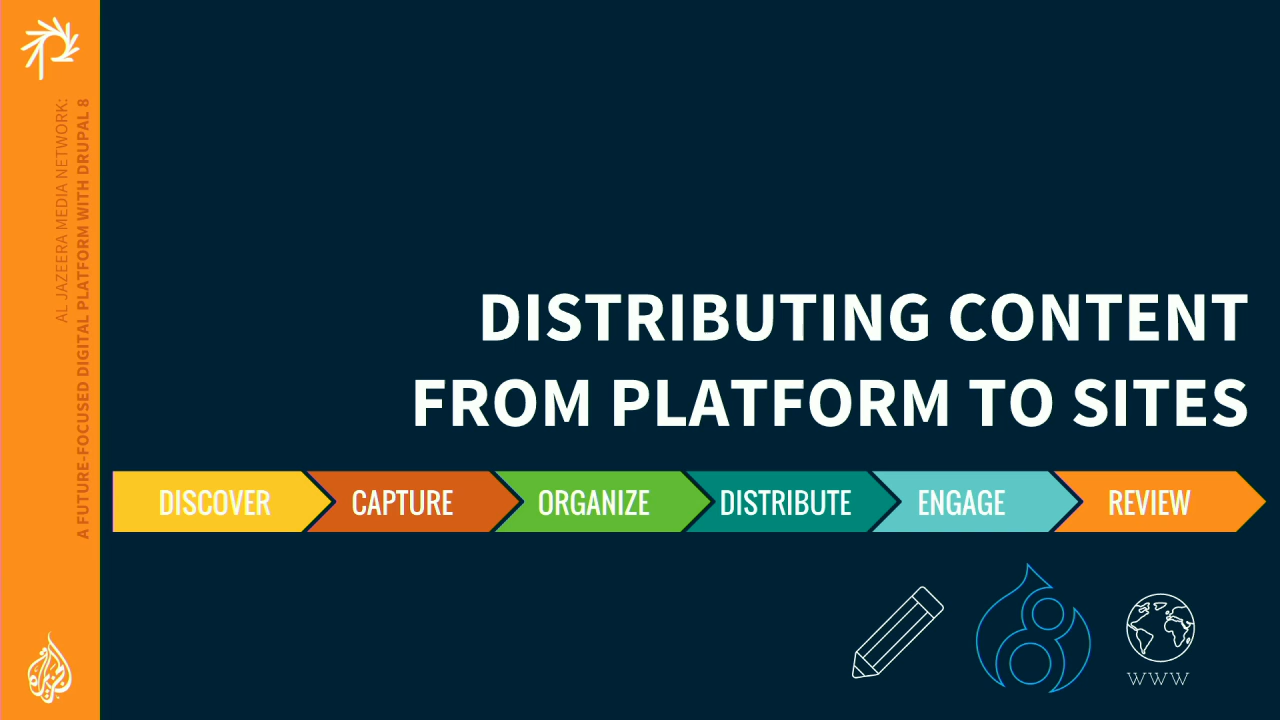 AL JAZEERA MEDIA NETWORK:
A FUTURE-FOCUSED DIGITAL PLATFORM WITH DRUPAL 8
DISTRIBUTING CONTENT
FROM PLATFORM TO SITES
DISCOVER CAPTURE ORGANIZE DISTRIBUTE ENGAGE REVIEW
WWW